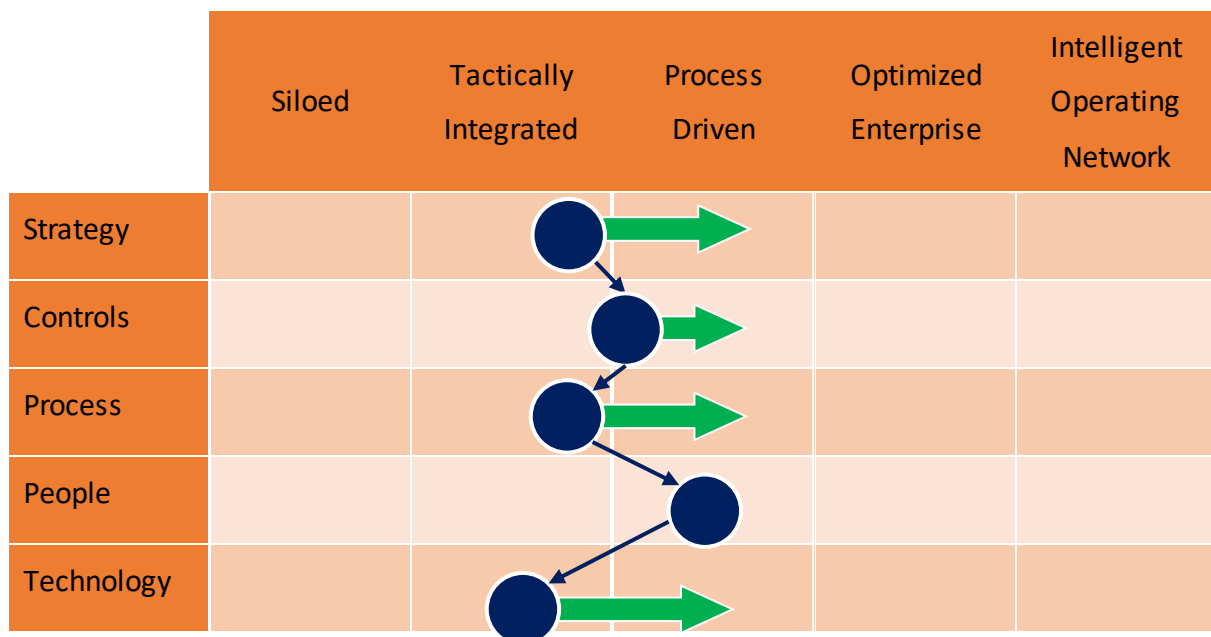 Siloed
Tactically
Integrated
Process
Driven
Optimized
Enterprise
Intelligent
Operating
Network
Strategy
Controls
Process
People
Technology